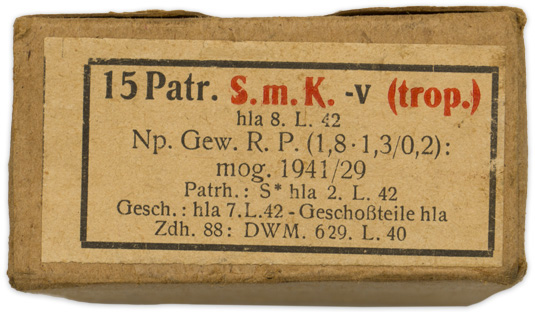 15 Patr. S.m.K. -v (trop.)
hla 8. L. 42
Np. Gew. R. P. (1,8·1,3/0,2):
mog. 1941/29
Patrh.: S* hla 2. L. 42
Gesch.: hla 7.L.42 - Geschoßteile hla
Zdh. 88: DWM. 629. L. 40